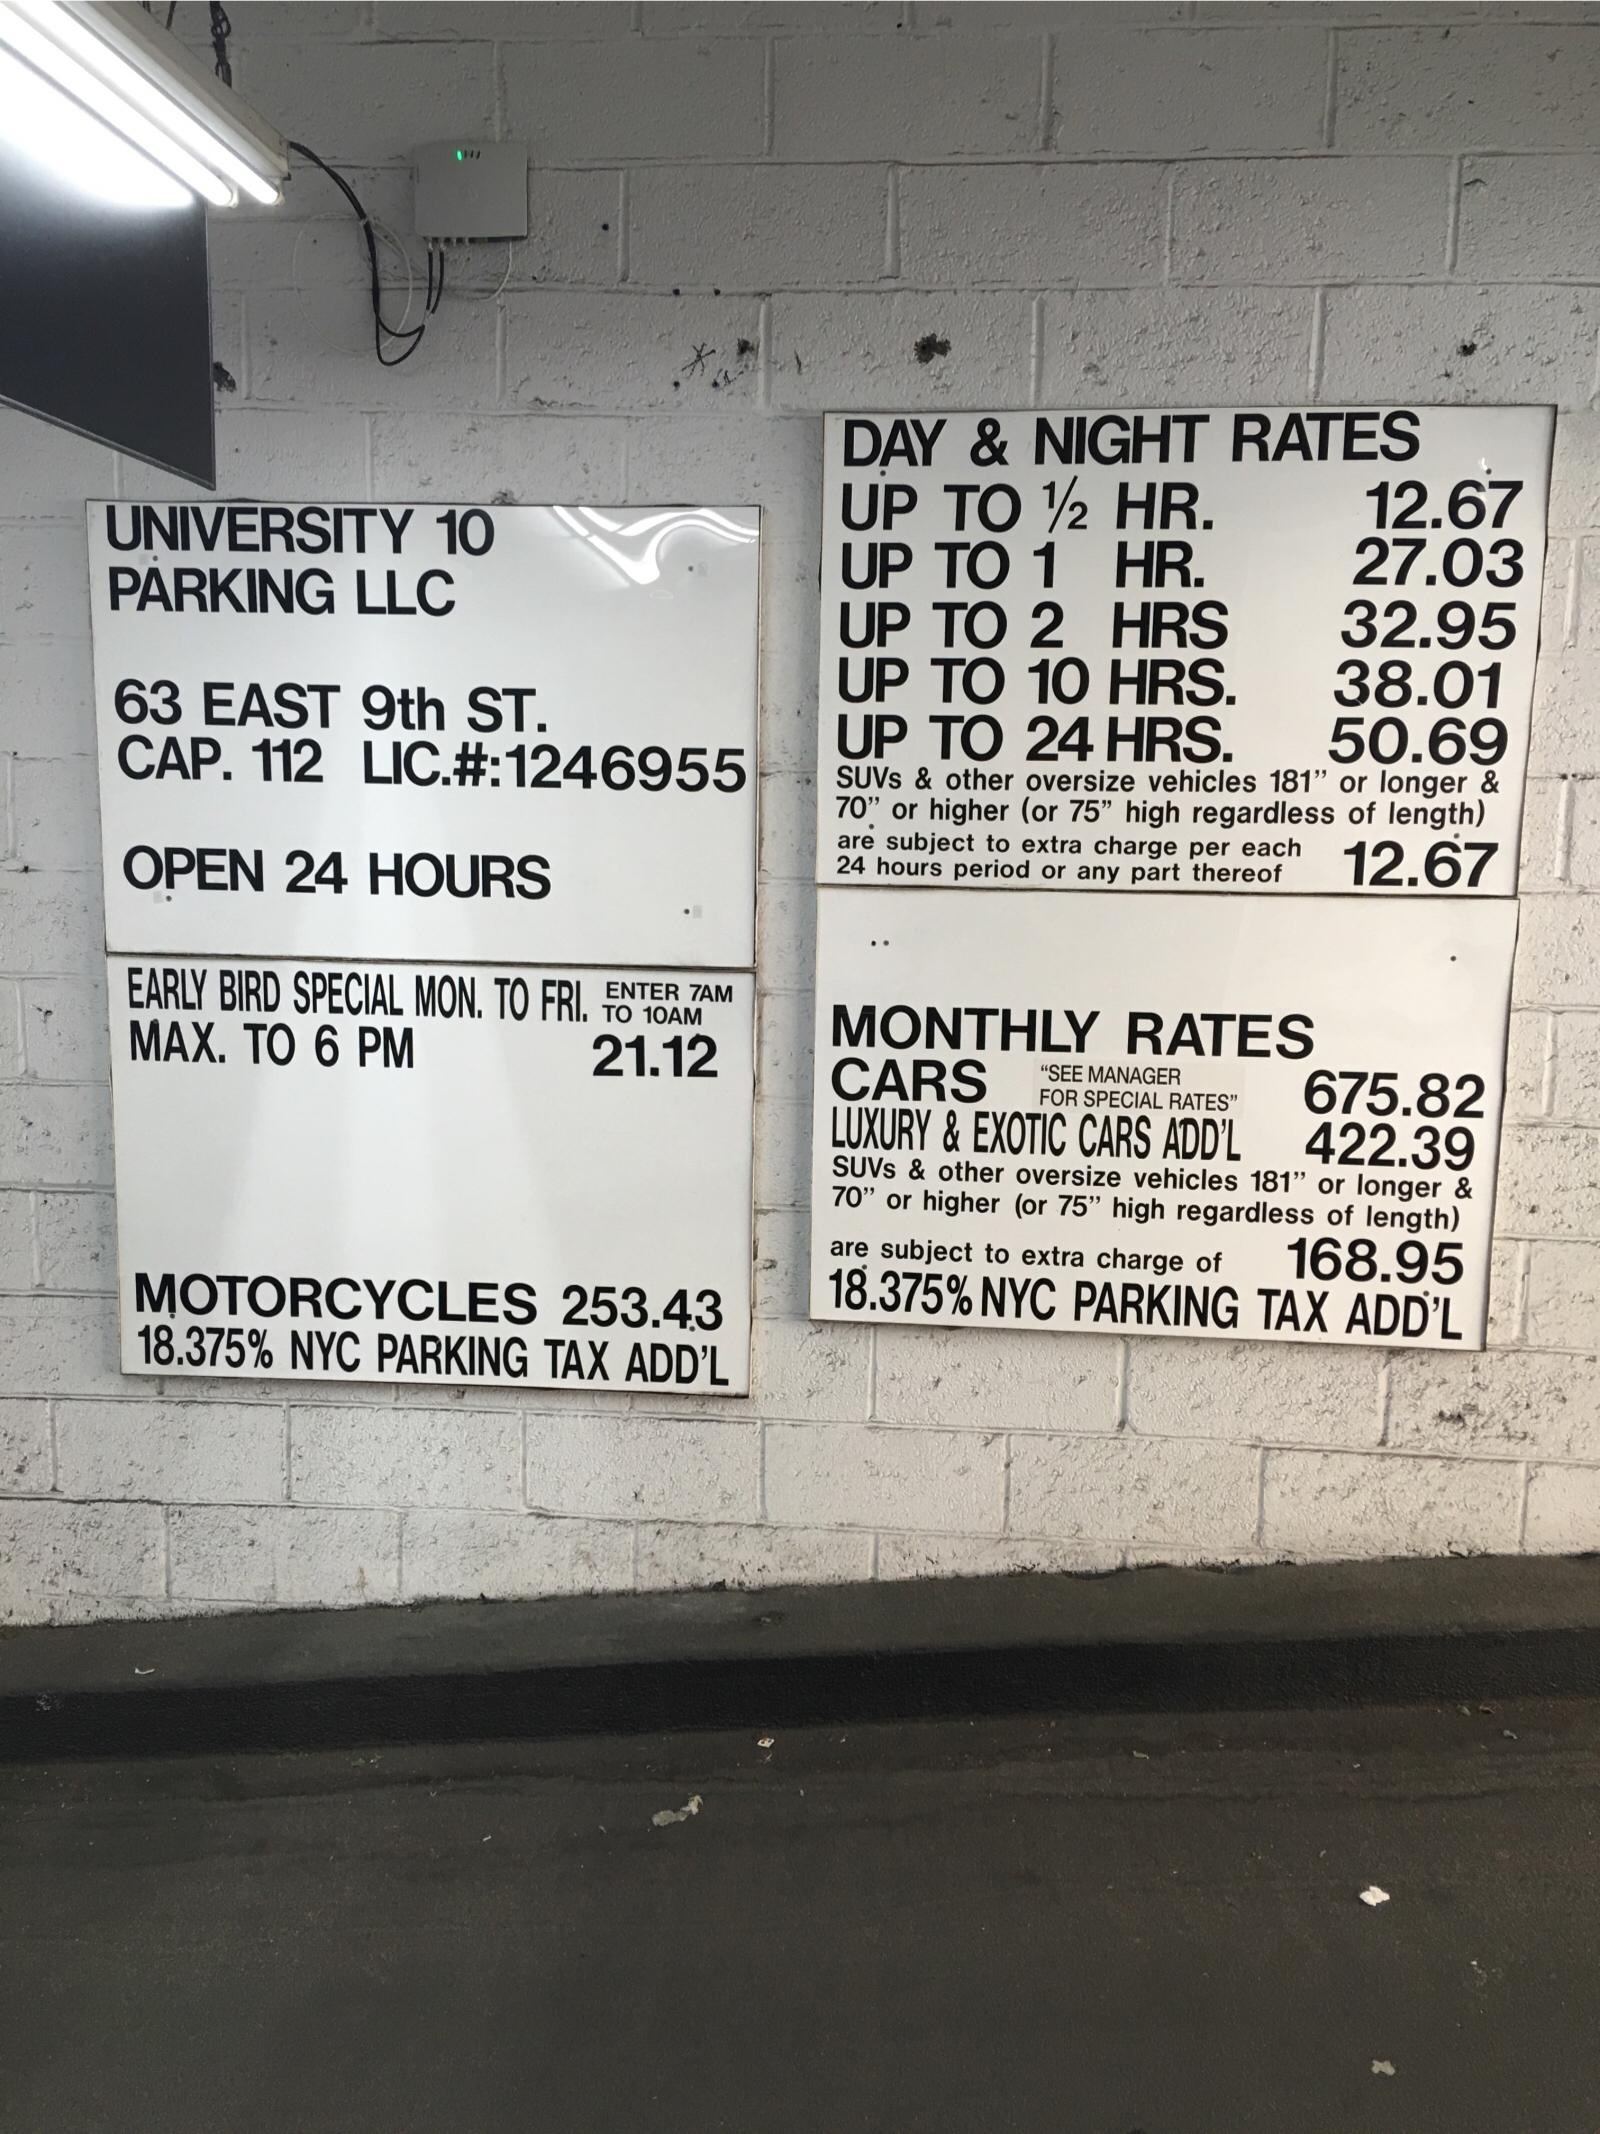 UNIVERSITY 10
PARKING LLC
63 EAST 9th ST.
CAP. 112 LIC.#:1246955
OPEN 24 HOURS
EARLY BIRD SPECIAL MON. TO FRI. ENTER 7AM
TO 10AM
MAX. TO 6 PM 21.12
MOTORCYCLES 253.43
18.375% NYC PARKING TAX ADD'L
DAY & NIGHT RATES
UP TO ½ HR. 12.67
UP TO 1 HR. 27.03
UP TO 2 HRS 32.95
UP TO 10 HRS. 38.01
UP TO 24 HRS. 50.69
SUVs & other oversize vehicles 181” or longer &
70” or higher (or 75” high regardless of length)
are subject to extra charge per each
24 hours period or any part thereof 12.67
MONTHLY RATES
CARS “SEE MANAGER
FOR SPECIAL RATES” 675.82
LUXURY & EXOTIC CARS ADD'L 422.39
SUVs & other oversize vehicles 181” or longer &
70” or higher (or 75” high regardless of length)
are subject to extra charge of 168.95
18.375% NYC PARKING TAX ADD'L